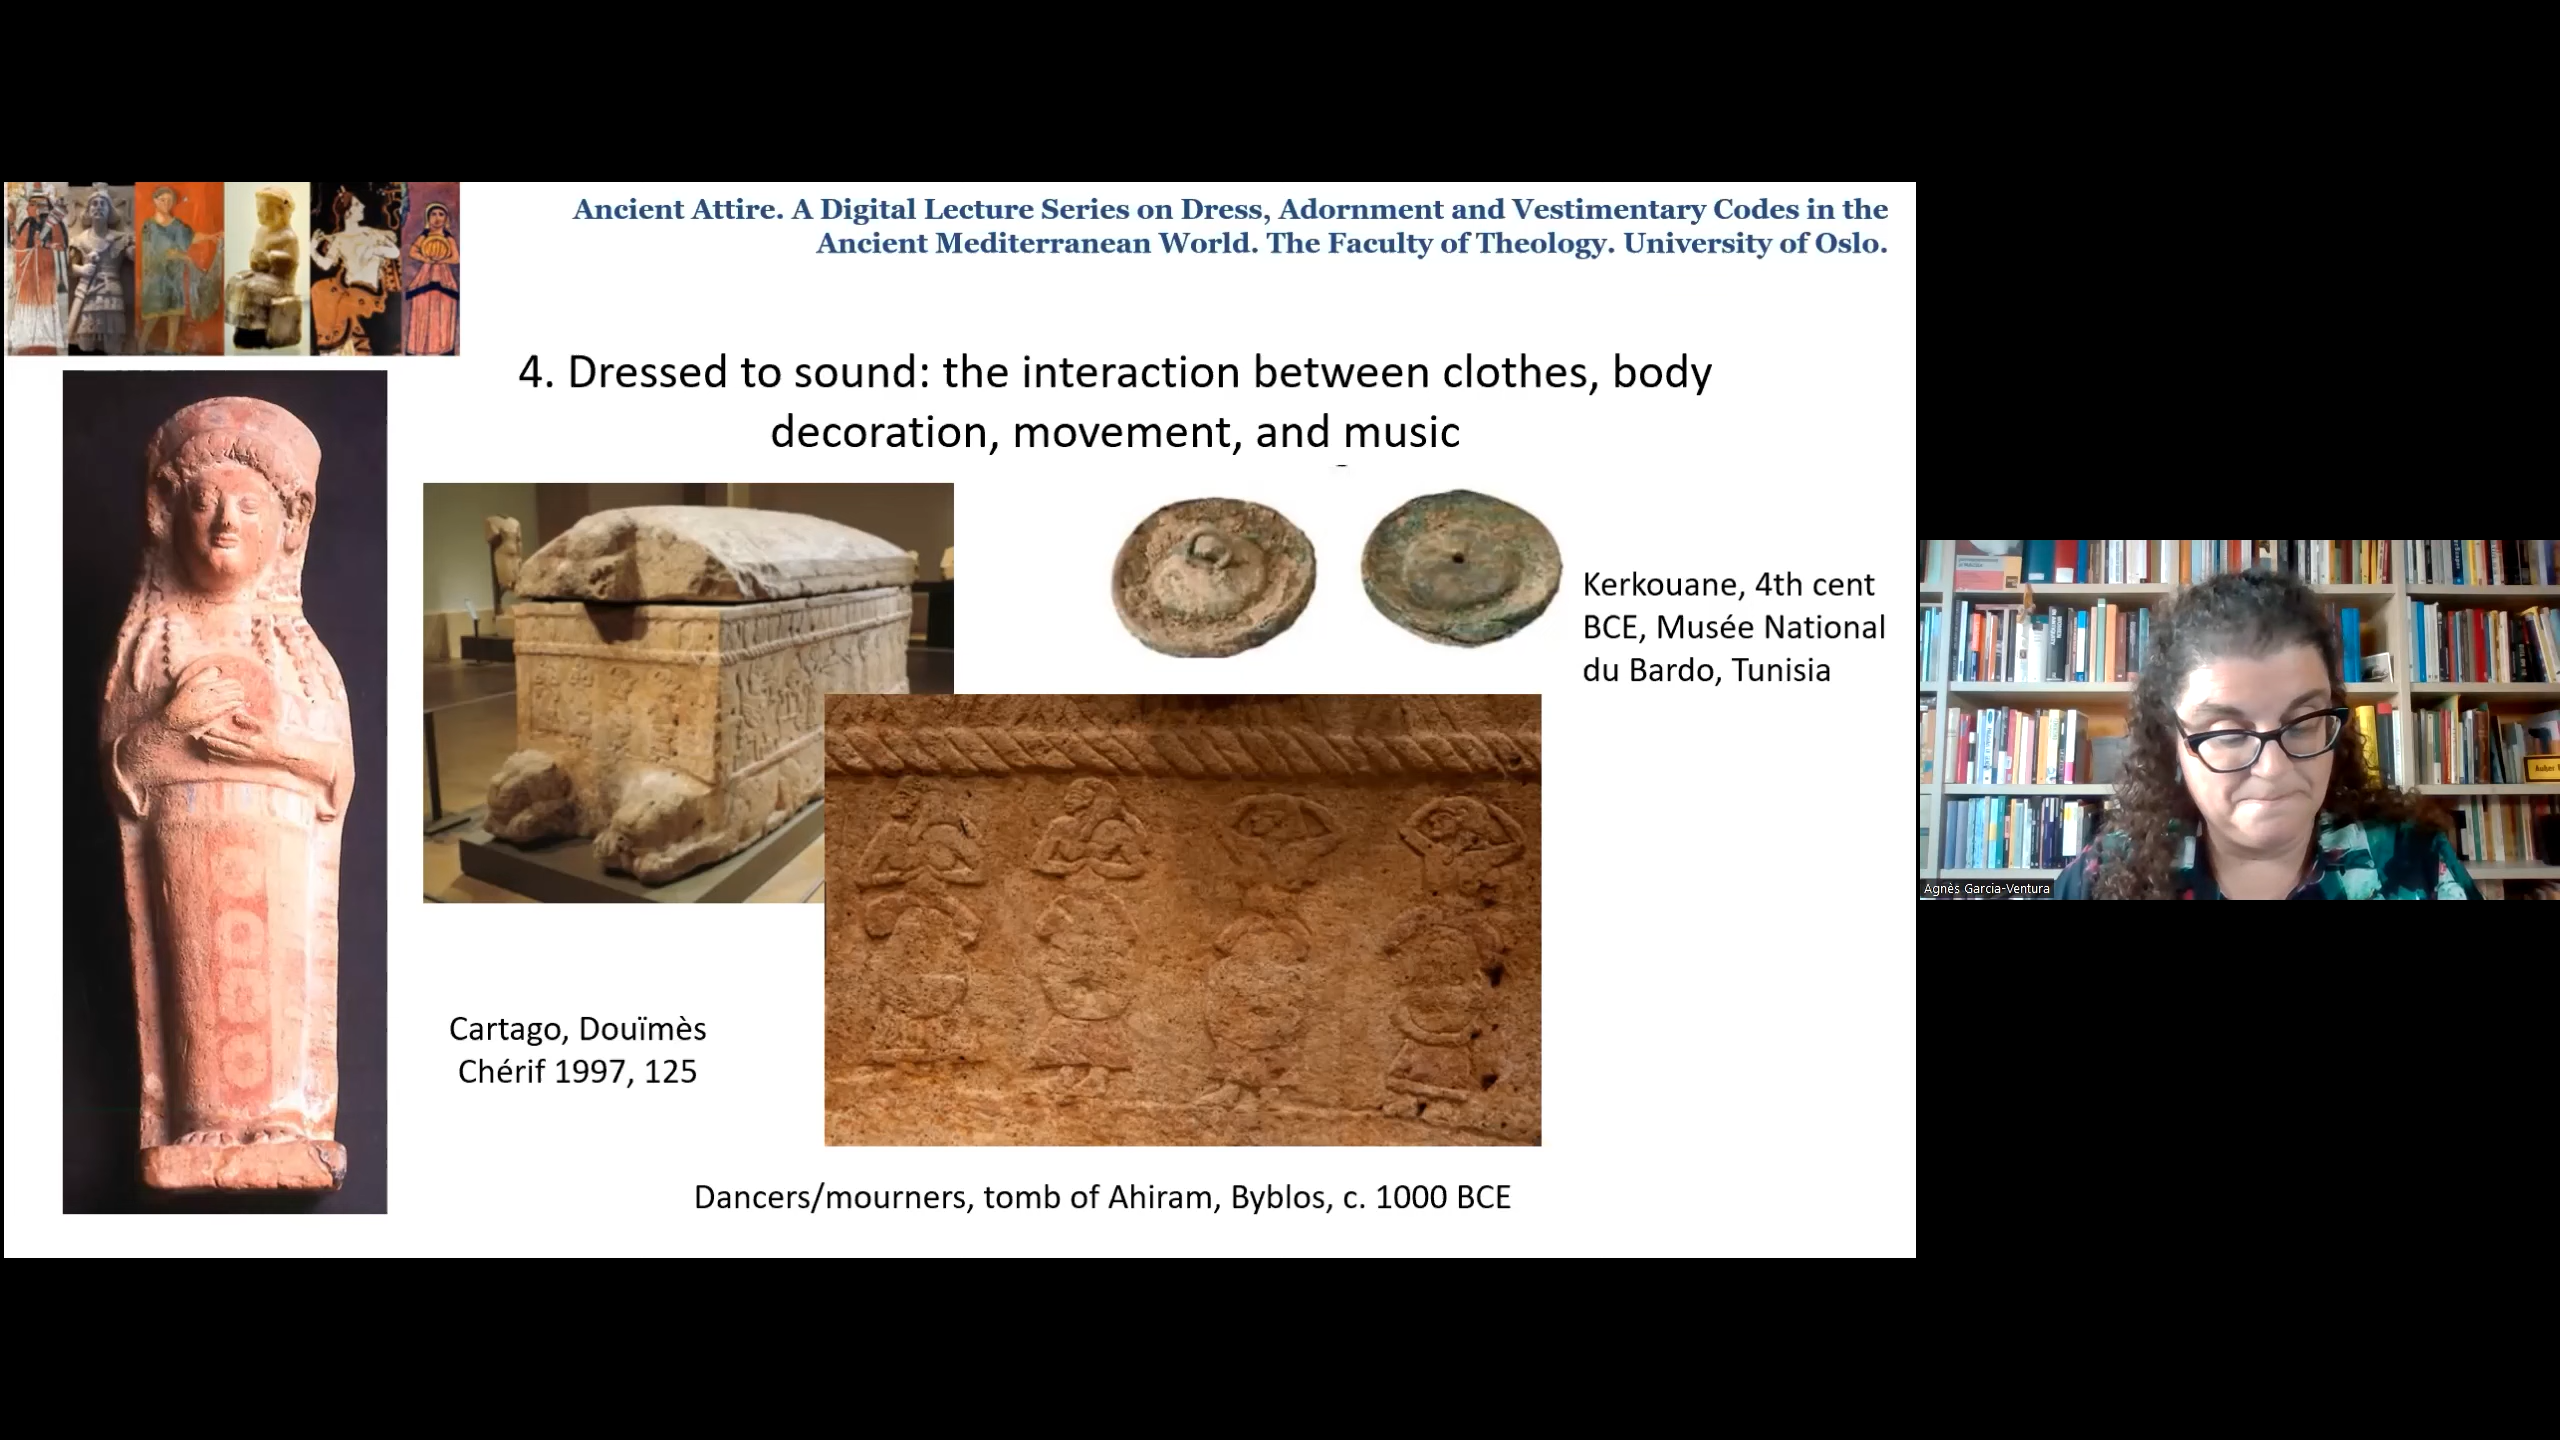 Ancient Attire. A Digital Lecture Series on Dress, Adornment and Vestimentary Codes in the
Ancient Mediterranean World. The Faculty of Theology. University of Oslo.
4. Dressed to sound: the interaction between clothes, body
decoration, movement, and music
Kerkouane, 4th cent
BCE, Musée National
du Bardo, Tunisia
Cartago, Douïmès
Chérif 1997, 125
Dancers/mourners, tomb of Ahiram, Byblos, c. 1000 BCE
Agnès Garcia-Ventura